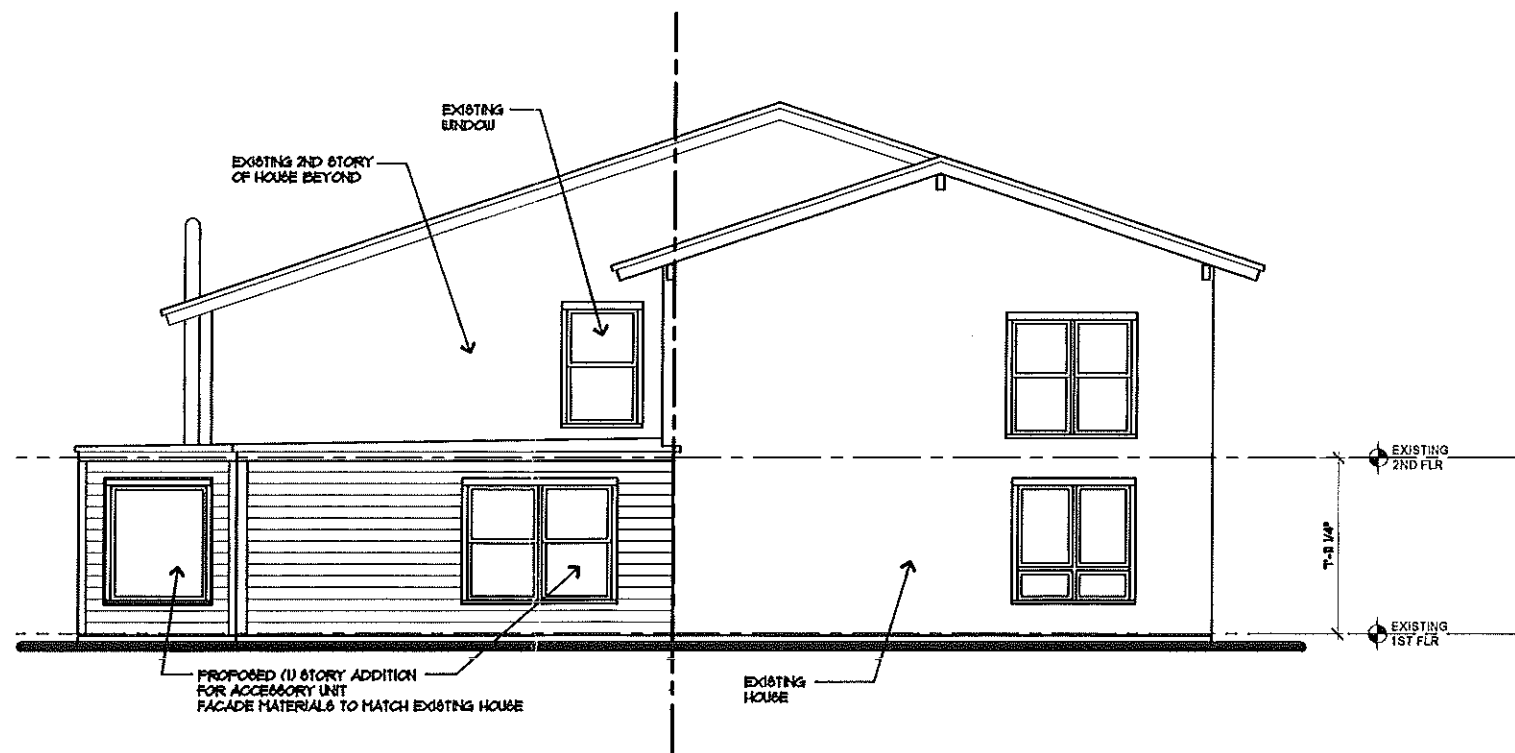 EXISTING
WINDOW
EXISTING 2ND STORY
OF HOUSE BEYOND
EXISTING
2ND FLR
EXISTING
1ST FLR
PROPOSED (1) STORY ADDITION
FOR ACCESSORY UNIT
FACADE MATERIALS TO MATCH EXISTING HOUSE
EXISTING
HOUSE